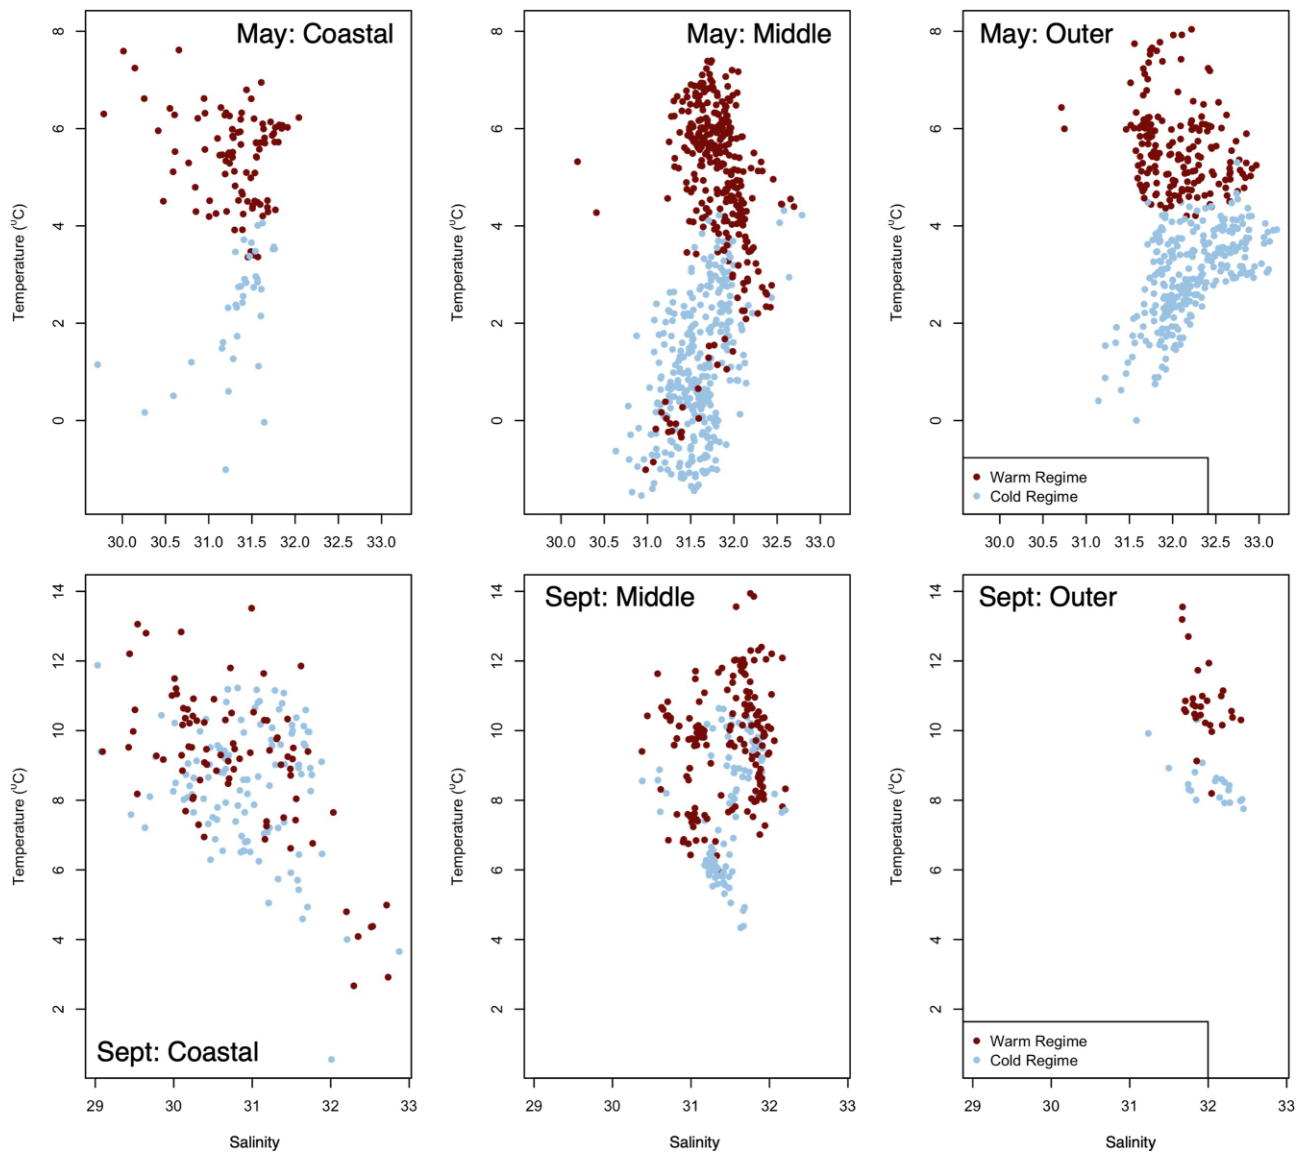 May: Coastal
May: Middle
May: Outer
Temperature (⁰C)
8
6
4
2
0
30.0 30.5 31.0 31.5 32.0 33.0
Temperature (⁰C)
8
6
4
2
0
30.0 30.5 31.0 31.5 32.0 33.0
Temperature (⁰C)
8
6
4
2
0
Warm Regime
Cold Regime
30.0 30.5 31.0 31.5 32.0 33.0
Sept: Coastal
Temperature (⁰C)
14
12
10
8
6
4
2
29 30 31 32 33
Salinity
Sept: Middle
Temperature (⁰C)
14
12
10
8
6
4
2
29 30 31 32 33
Salinity
Sept: Outer
Temperature (⁰C)
14
12
10
8
6
4
2
Warm Regime
Cold Regime
29 30 31 32 33
Salinity